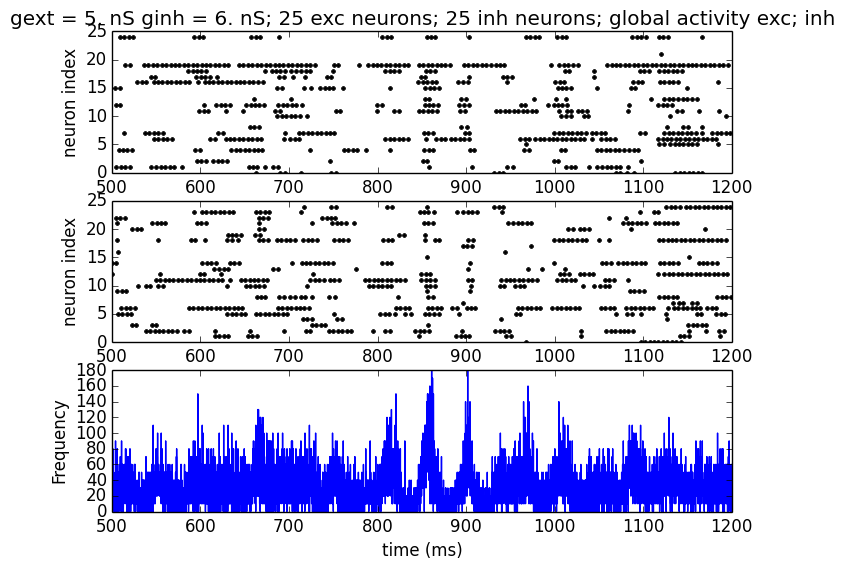 gext = 5. nS ginh = 6. nS; 25 exc neurons; 25 inh neurons; global activity exc; inh
25
20
15
10
5
0
neuron index
500 600 700 800 900 1000 1100 1200
25
20
15
10
5
0
neuron index
500 600 700 800 900 1000 1100 1200
180
160
140
120
100
80
60
40
20
0
Frequency
500 600 700 800 900 1000 1100 1200
time (ms)